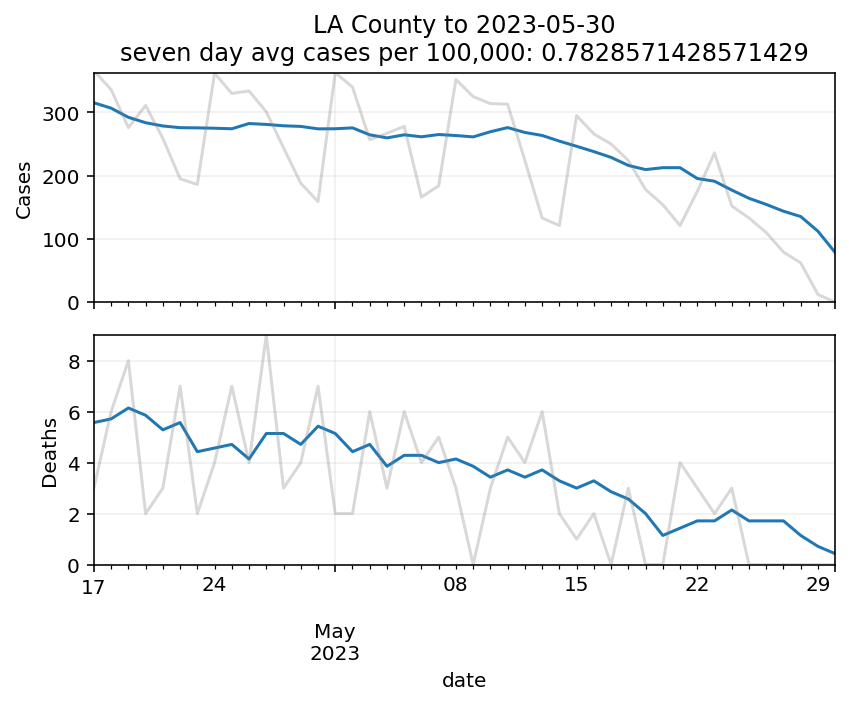 LA County to 2023-05-30
seven day avg cases per 100,000: 0.7828571428571429
300
200
100
0
Cases
8
6
4
2
0
Deaths
17
24
08
15
22
29
May
2023
date